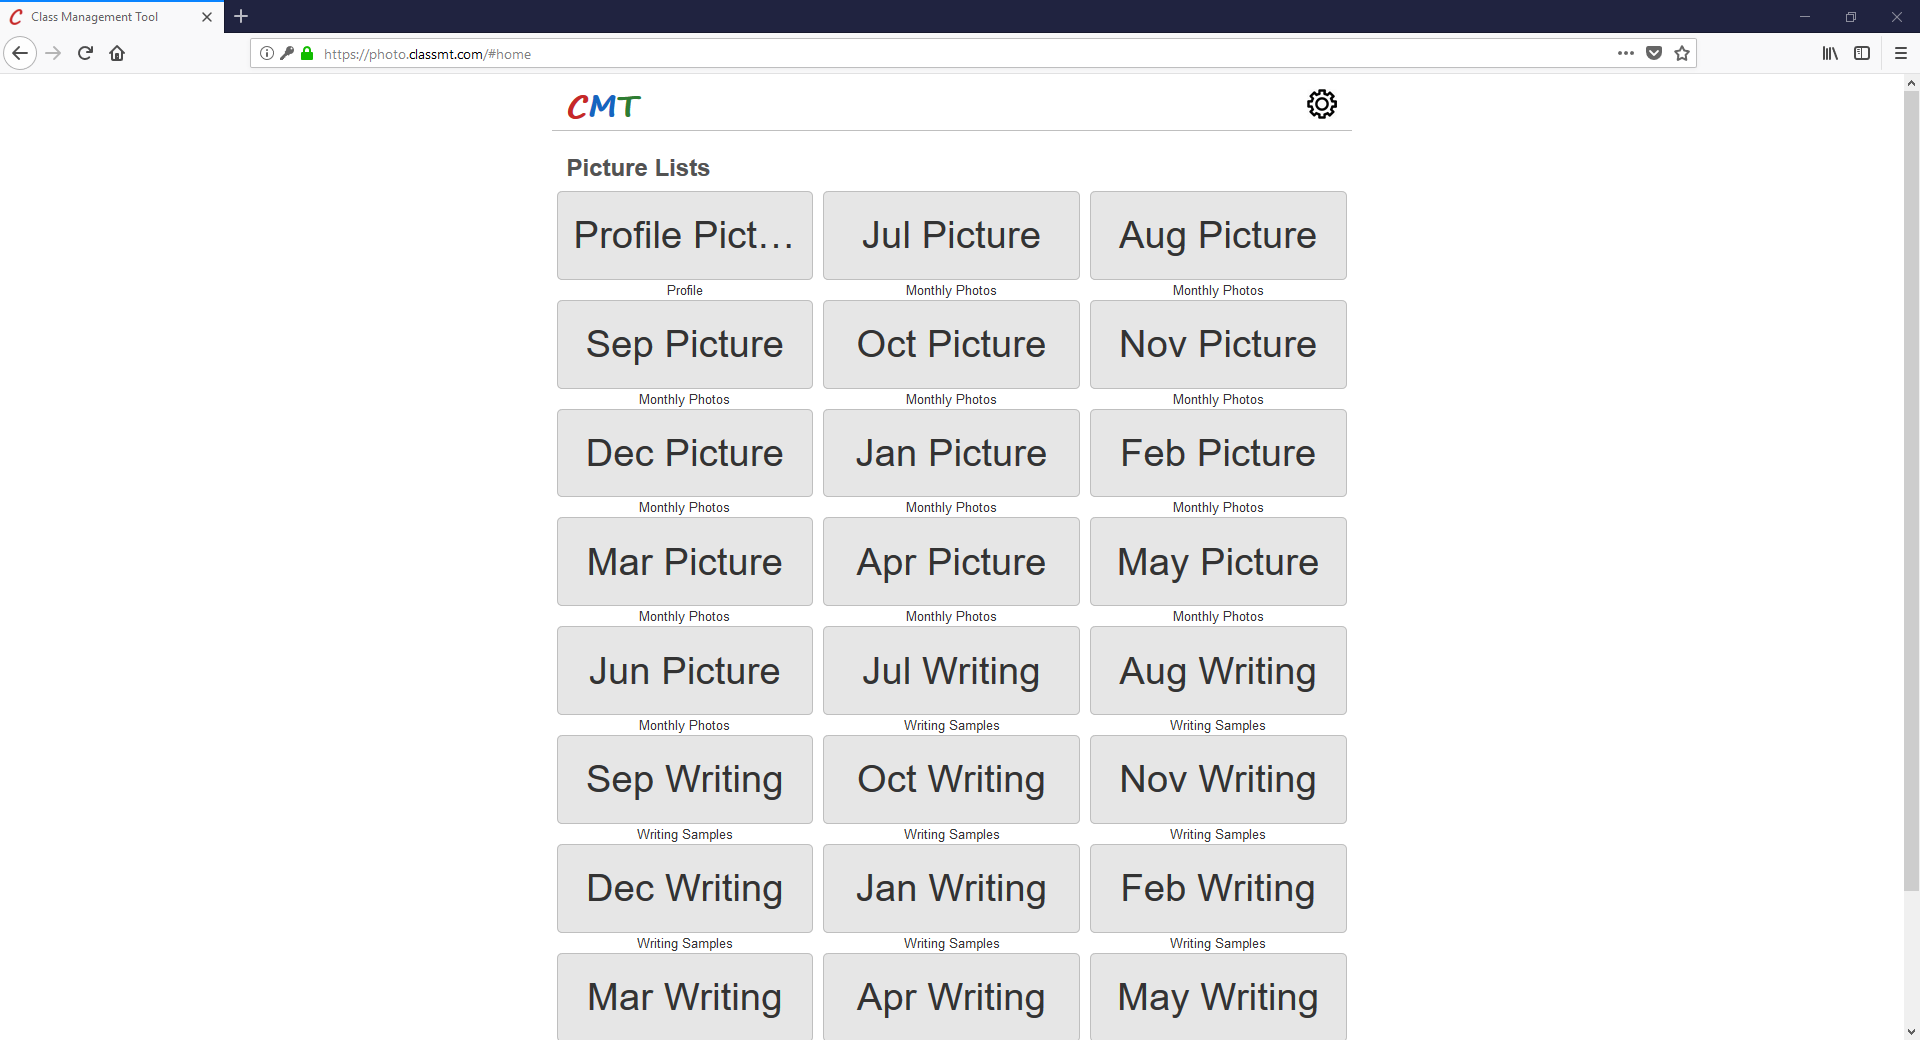 Class Management Tool
https://photo.classmt.com/#home
CMT
Picture Lists
Profile Pict... Jul Picture Aug Picture
Profile Monthly Photos Monthly Photos
Sep Picture Oct Picture Nov Picture
Monthly Photos Monthly Photos Monthly Photos
Dec Picture Jan Picture Feb Picture
Monthly Photos Monthly Photos Monthly Photos
Mar Picture Apr Picture May Picture
Monthly Photos Monthly Photos Monthly Photos
Jun Picture Jul Writing Aug Writing
Monthly Photos Writing Samples Writing Samples
Sep Writing Oct Writing Nov Writing
Writing Samples Writing Samples Writing Samples
Dec Writing Jan Writing Feb Writing
Writing Samples Writing Samples Writing Samples
Mar Writing Apr Writing May Writing